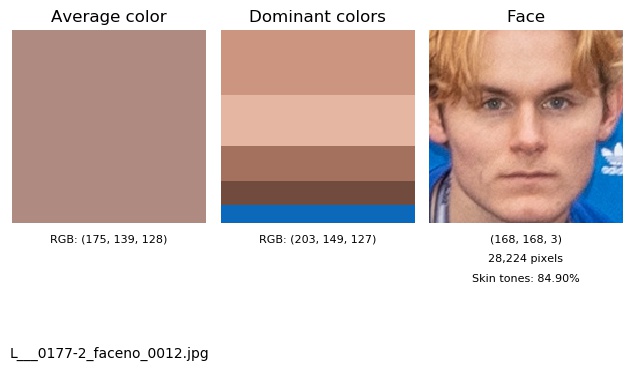 Average color
Dominant colors
Face
RGB: (175, 139, 128)
RGB: (203, 149, 127)
(168, 168, 3)
28,224 pixels
Skin tones: 84.90%
adidas
L___0177-2_faceno_0012.jpg